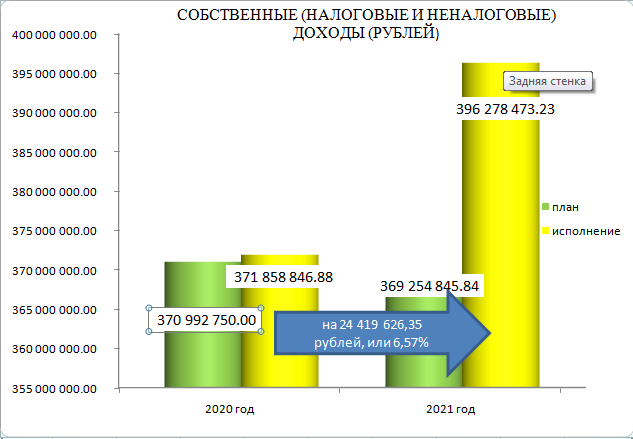 СОБСТВЕННЫЕ (НАЛОГОВЫЕ И НЕНАЛОГОВЫЕ)
ДОХОДЫ (РУБЛЕЙ)
400 000 000.00
395 000 000.00
390 000 000.00
385 000 000.00
380 000 000.00
375 000 000.00
370 000 000.00
365 000 000.00
360 000 000.00
355 000 000.00
Задняя стенка
396 278 473.23
план
исполнение
371 858 846.88
369 254 845.84
370 992 750.00
на 24 419 626,35
рублей, или 6,57%
2020 год
2021 год